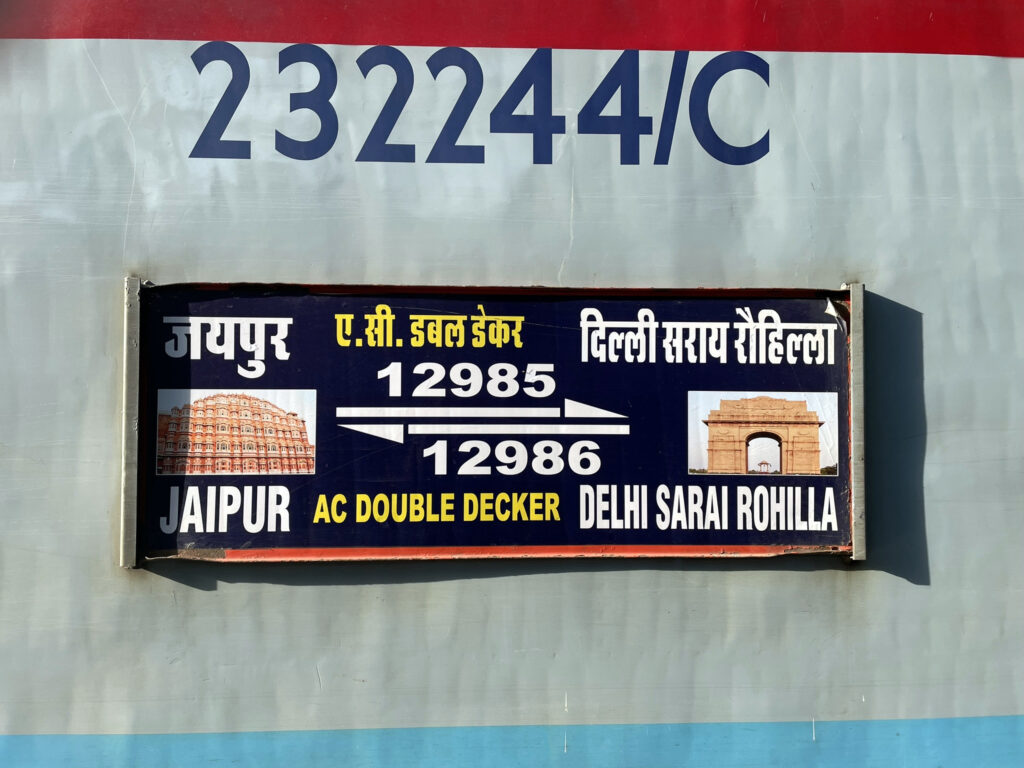 232244/C
जयपुर ए.सी. डबल डेकर दिल्ली सराय रौहिल्ला
12985
12986
JAIPUR AC DOUBLE DECKER DELHI SARAI ROHILLA